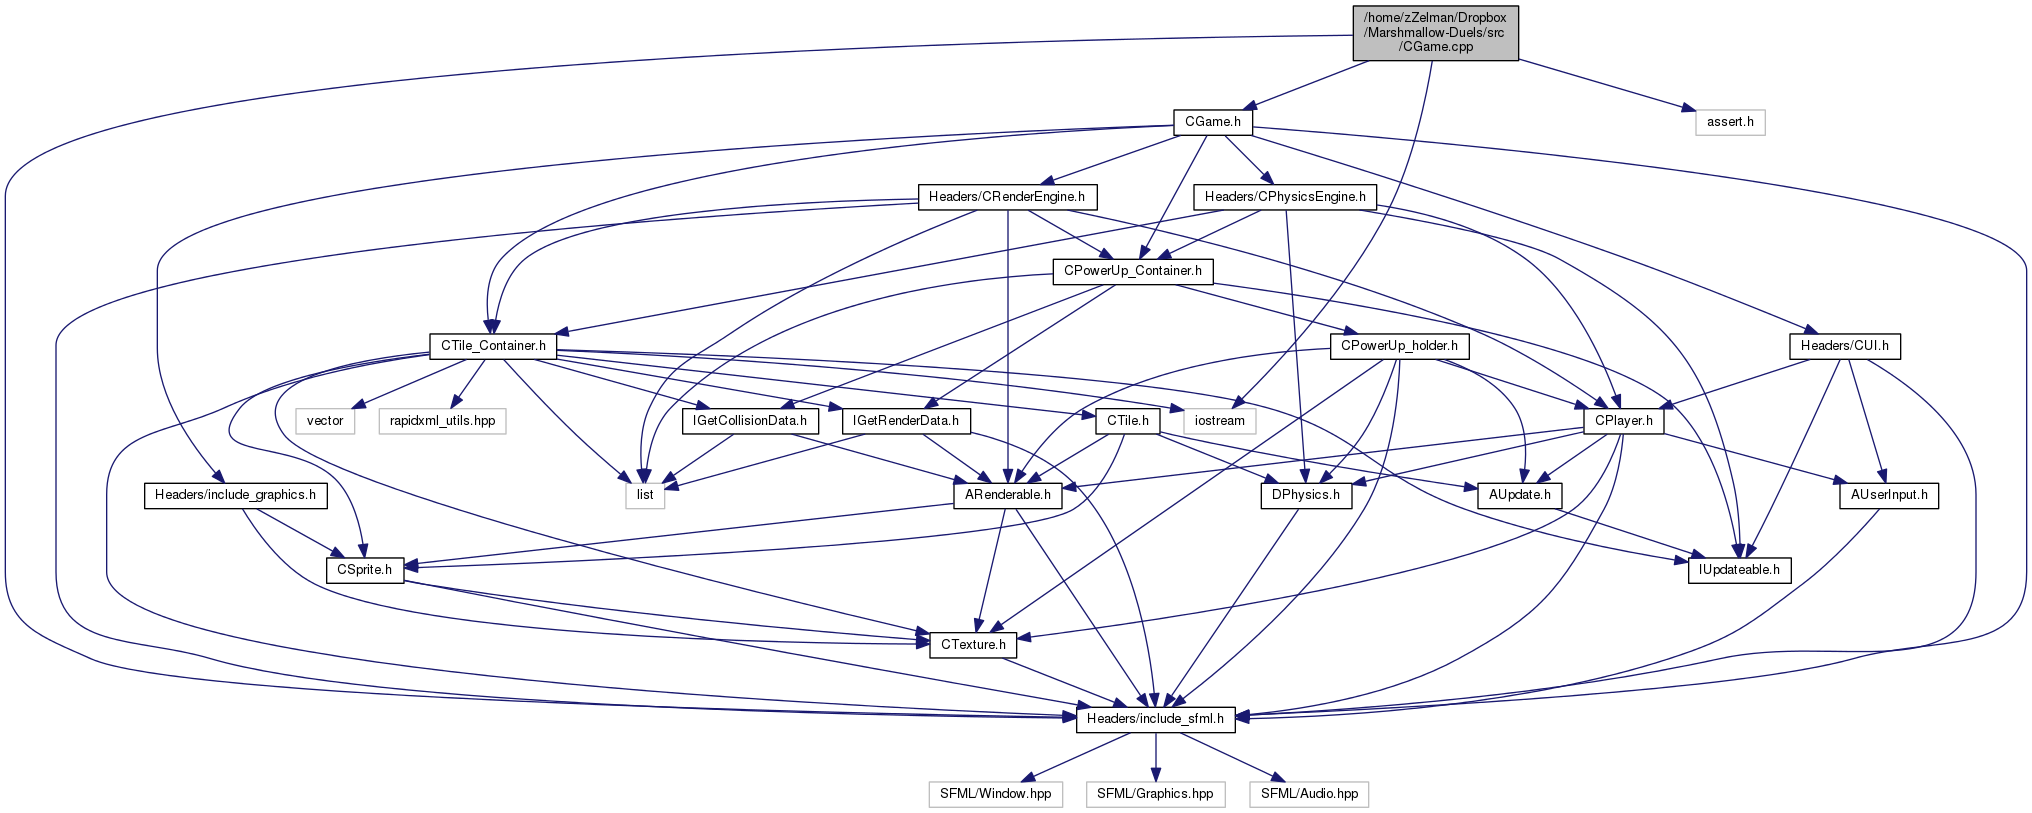 /home/zZelman/Dropbox
/Marshmallow-Duels/src
/CGame.cpp
CGame.h
assert.h
Headers/CRenderEngine.h
Headers/CPhysicsEngine.h
CPowerUp_Container.h
CTile_Container.h
CPowerUp_holder.h
Headers/CUI.h
vector
rapidxml_utils.hpp
IGetCollisionData.h
IGetRenderData.h
CTile.h
iostream
CPlayer.h
Headers/include_graphics.h
list
ARenderable.h
DPhysics.h
AUpdate.h
AUserInput.h
CSprite.h
IUpdateable.h
CTexture.h
Headers/include_sfml.h
SFML/Window.hpp
SFML/Graphics.hpp
SFML/Audio.hpp